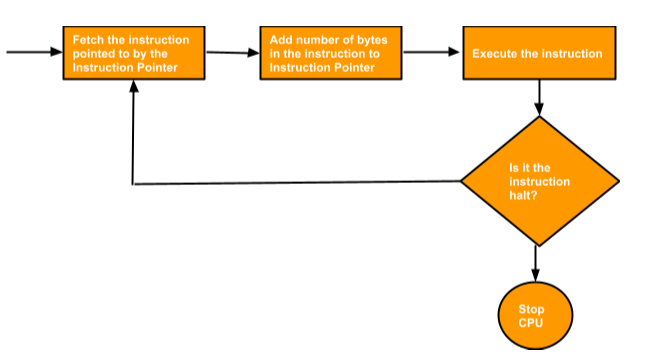 Fetch the instruction
pointed to by the
Instruction Pointer
Add number of bytes
in the instruction to
Instruction Pointer
Execute the instruction
Is it the
instruction
halt?
Stop
CPU